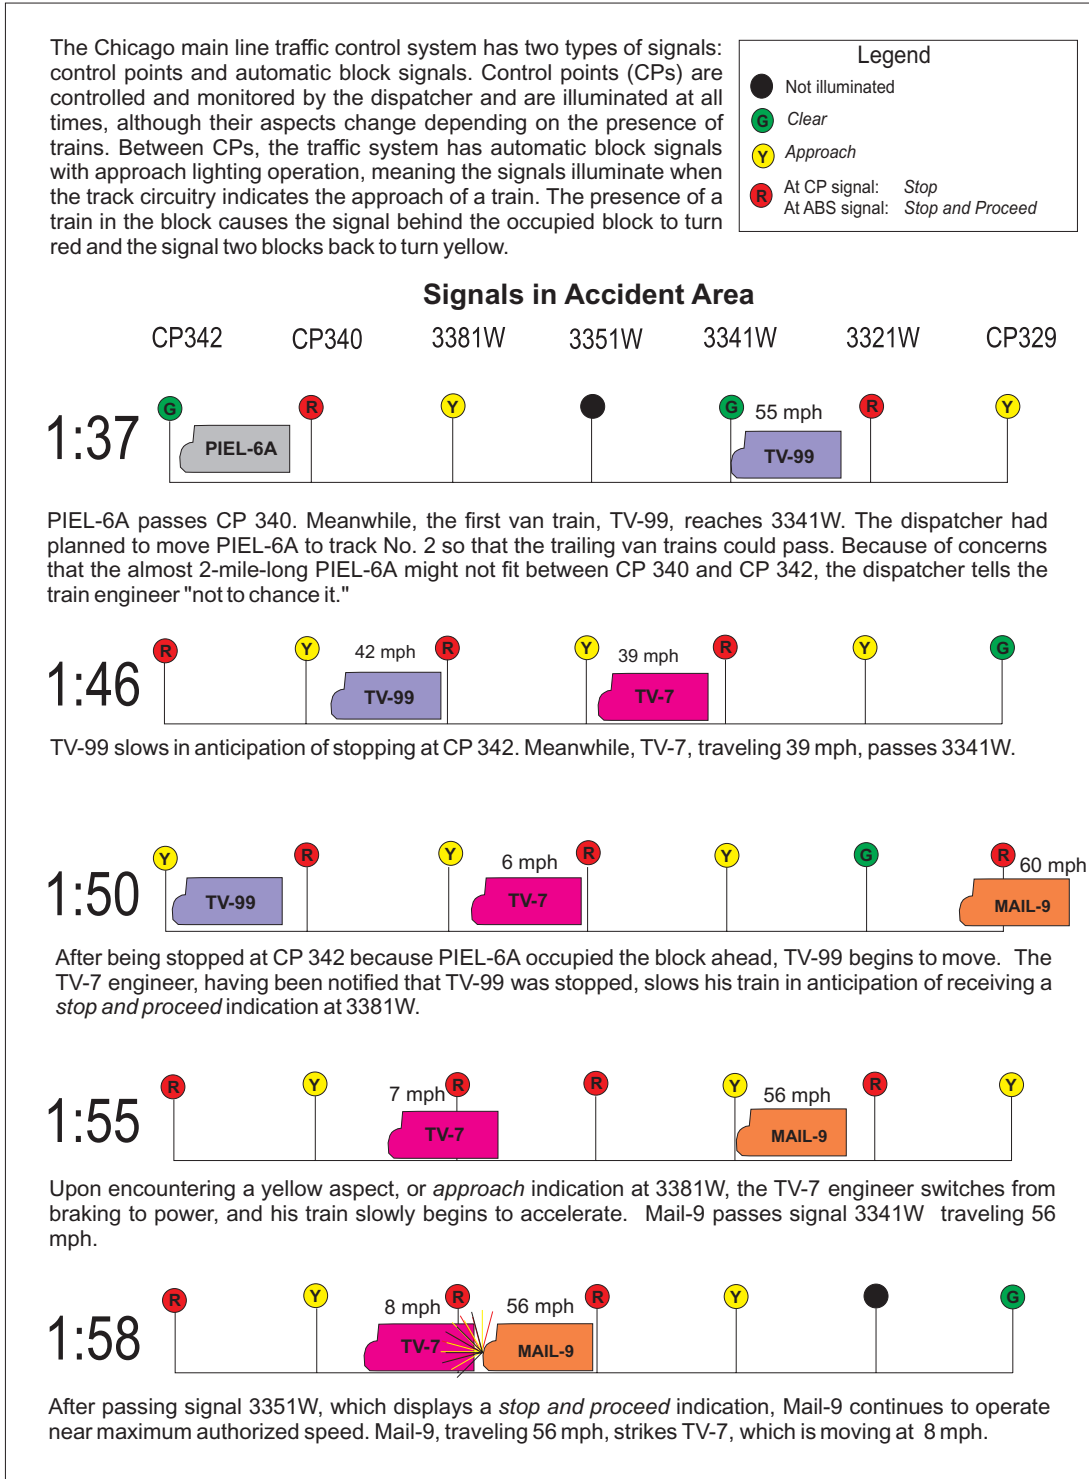 The Chicago main line traffic control system has two types of signals:
control points and automatic block signals. Control points (CPs) are
controlled and monitored by the dispatcher and are illuminated at all
times, although their aspects change depending on the presence of
trains. Between CPs, the traffic system has automatic block signals
with approach lighting operation, meaning the signals illuminate when
the track circuitry indicates the approach of a train. The presence of a
train in the block causes the signal behind the occupied block to turn
red and the signal two blocks back to turn yellow.
Legend
Not illuminated
G Clear
Y Approach
R At CP signal: Stop
At ABS signal: Stop and Proceed
Signals in Accident Area
CP342 CP340 3381W 3351W 3341W 3321W CP329
G R Y G 55 mph R Y
1:37 PIEL-6A TV-99
PIEL-6A passes CP 340. Meanwhile, the first van train, TV-99, reaches 3341W. The dispatcher had
planned to move PIEL-6A to track No. 2 so that the trailing van trains could pass. Because of concerns
that the almost 2-mile-long PIEL-6A might not fit between CP 340 and CP 342, the dispatcher tells the
train engineer "not to chance it."
R Y 42 mph R Y 39 mph R Y G
1:46 TV-99 TV-7
TV-99 slows in anticipation of stopping at CP 342. Meanwhile, TV-7, traveling 39 mph, passes 3341W.
Y R Y 6 mph R Y G R 60 mph
1:50 TV-99 TV-7 MAIL-9
After being stopped at CP 342 because PIEL-6A occupied the block ahead, TV-99 begins to move. The
TV-7 engineer, having been notified that TV-99 was stopped, slows his train in anticipation of receiving a
stop and proceed indication at 3381W.
R Y 7 mph R R Y 56 mph R Y
1:55 TV-7 MAIL-9
Upon encountering a yellow aspect, or approach indication at 3381W, the TV-7 engineer switches from
braking to power, and his train slowly begins to accelerate. Mail-9 passes signal 3341W traveling 56
mph.
R Y 8 mph R 56 mph R Y G
1:58 TV-7 MAIL-9
After passing signal 3351W, which displays a stop and proceed indication, Mail-9 continues to operate
near maximum authorized speed. Mail-9, traveling 56 mph, strikes TV-7, which is moving at 8 mph.